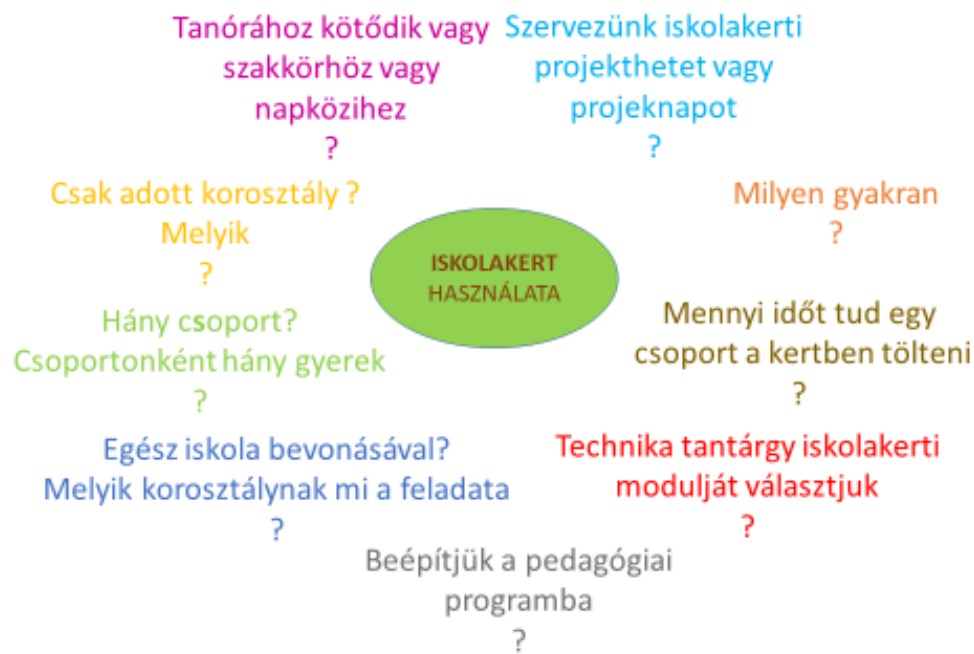 Tanórához kötődik vagy
szakkörhöz vagy
napközihez
?
Szervezünk iskolakerti
projekthetet vagy
projeknapot
?
Csak adott korosztály ?
Melyik
?
Milyen gyakran
?
ISKOLAKERT
HASZNÁLATA
Hány csoport?
Csoportonként hány gyerek
?
Mennyi időt tud egy
csoport a kertben tölteni
?
Egész iskola bevonásával?
Melyik korosztálynak mi a feladata
?
Technika tantárgy iskolakerti
modulját választjuk
?
Beépítjük a pedagógiai
programba
?